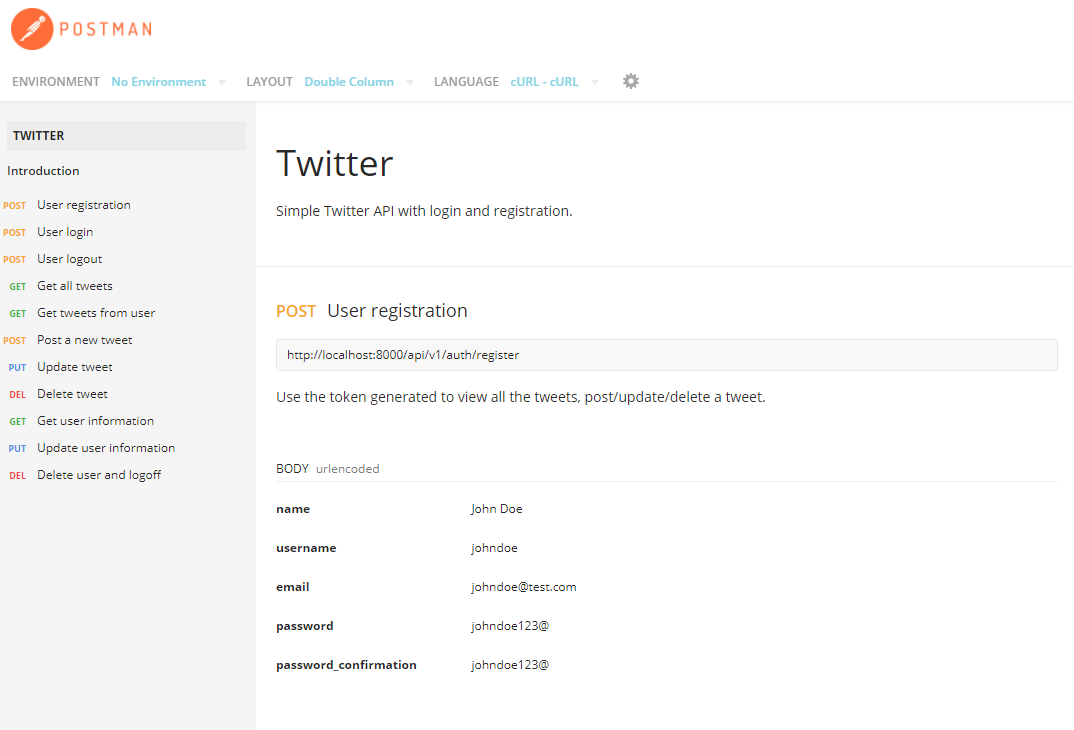 POSTMAN
ENVIRONMENT No Environment LAYOUT Double Column LANGUAGE cURL - cURL
TWITTER
Introduction
POST User registration
POST User login
POST User logout
GET Get all tweets
GET Get tweets from user
POST Post a new tweet
PUT Update tweet
DEL Delete tweet
GET Get user information
PUT Update user information
DEL Delete user and logoff
Twitter
Simple Twitter API with login and registration.
POST User registration
http://localhost:8000/api/v1/auth/register
Use the token generated to view all the tweets, post/update/delete a tweet.
BODY urlencoded
name John Doe
username johndoe
email johndoe@test.com
password johndoe123@
password_confirmation johndoe123@